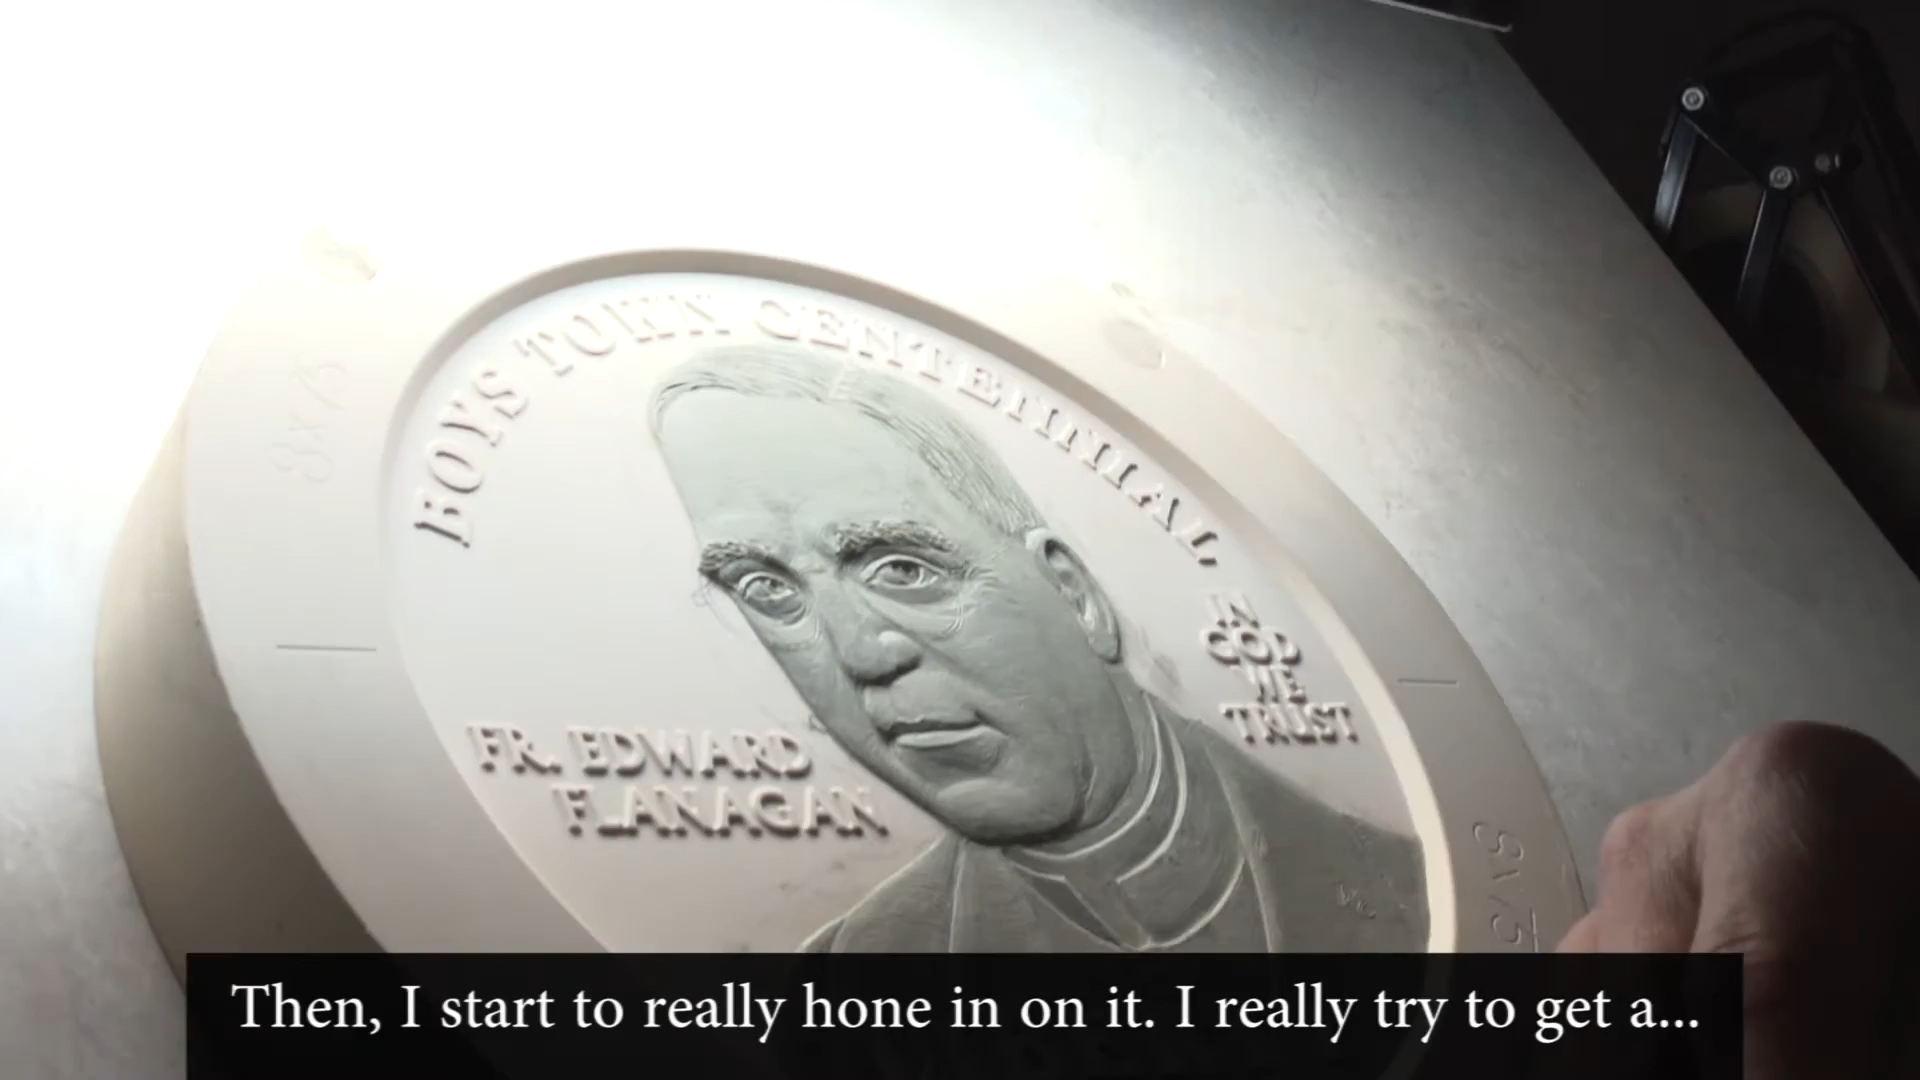 BOYS TOWN CENTENNIAL
IN
GOD
WE
TRUST
FR. EDWARD
FLANAGAN
Then, I start to really hone in on it. I really try to get a...